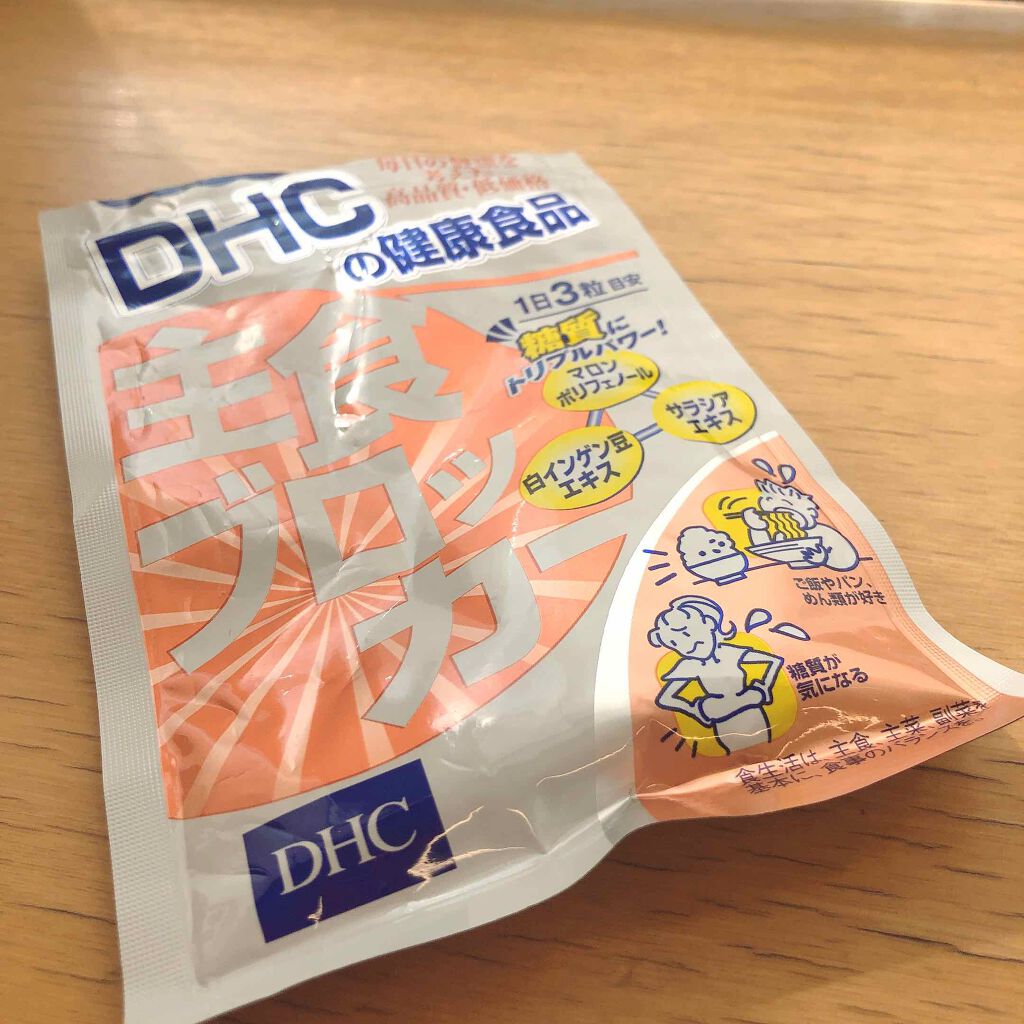 毎日の健康を
考えた
高品質・低価格
DHC
の健康食品
1日3粒目安
糖質に
トリプルパワー!
マロン
ポリフェノール
サラシア
エキス
白インゲン豆
エキス
主食
ブロッカー
ご飯やパン、
めん類が好き
糖質が
気になる
食生活は、主食、主菜、副菜を
基本に、食事のバランスを。
DHC